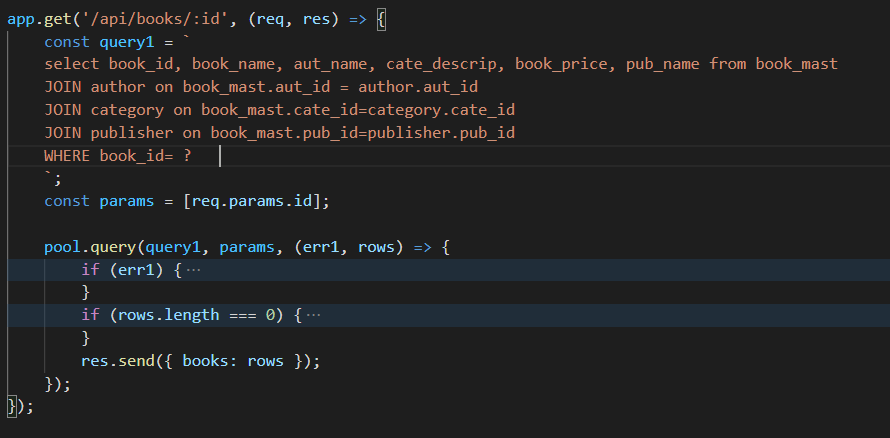 app.get('/api/books/:id', (req, res) => {
    const query1 = `
    select book_id, book_name, aut_name, cate_descrip, book_price, pub_name from book_mast
    JOIN author on book_mast.aut_id = author.aut_id
    JOIN category on book_mast.cate_id=category.cate_id
    JOIN publisher on book_mast.pub_id=publisher.pub_id
    WHERE book_id= ?
    `;
    const params = [req.params.id];
    pool.query(query1, params, (err1, rows) => {
        if (err1) {···
        }
        if (rows.length === 0) {···
        }
        res.send({ books: rows });
    });
});